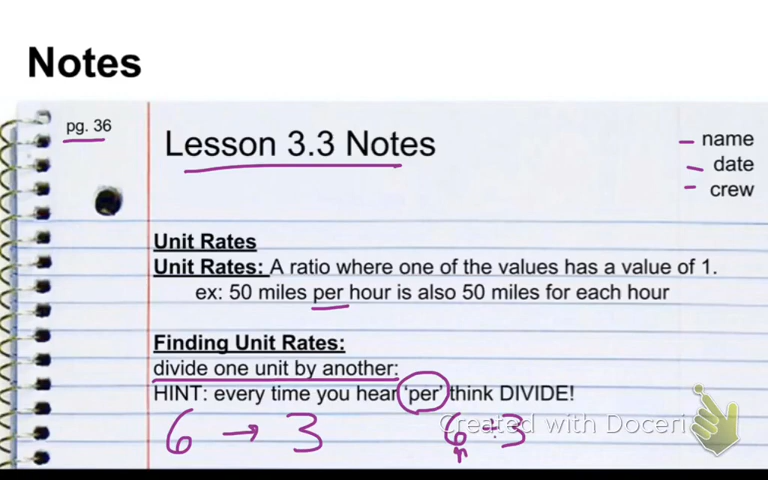 Notes
pg. 36
Lesson 3.3 Notes
name
date
crew
Unit Rates
Unit Rates: A ratio where one of the values has a value of 1.
ex: 50 miles per hour is also 50 miles for each hour
Finding Unit Rates:
divide one unit by another:
HINT: every time you hear 'per' think DIVIDE!
6 → 3
6 ÷ 3
Created with Doceri